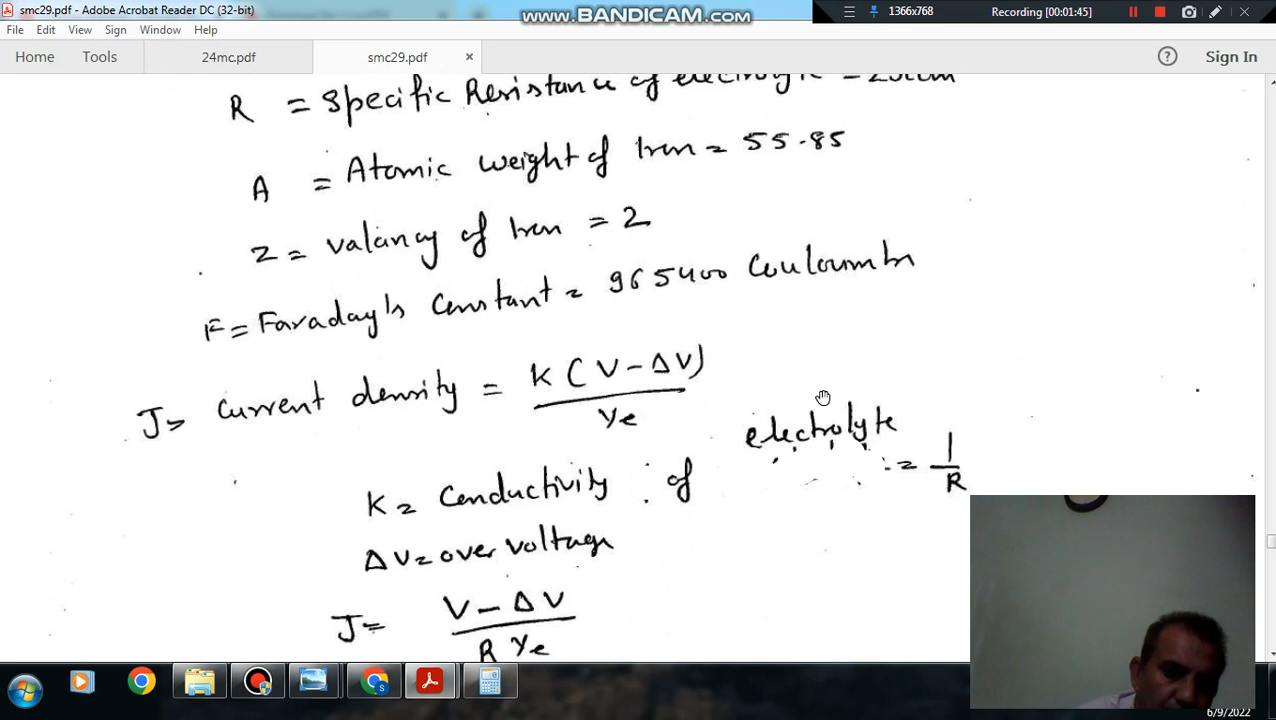 smc29.pdf - Adobe Acrobat Reader DC (32-bit)
www.BANDICAM.com
1366x768
Recording [00:01:45]
File Edit View Sign Window Help
Home Tools 24mc.pdf smc29.pdf × Sign In
R = Specific Resistance of electrolyte =
A = Atomic weight of Iron = 55.85
Z = valancy of Iron = 2
F = Faraday's Constant = 965400 Couloumbs
J = Current density = K ( V - ΔV) / Ye
K = Conductivity of electrolyte = 1 / R
ΔV = over voltage
J = V - ΔV / R Ye
6/9/2022